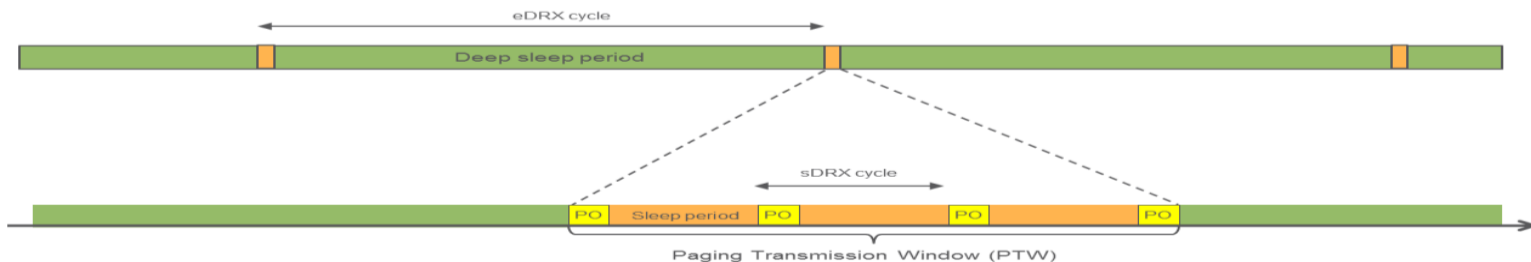 eDRX cycle
Deep sleep period
sDRX cycle
PO Sleep period PO PO PO
Paging Transmission Window (PTW)